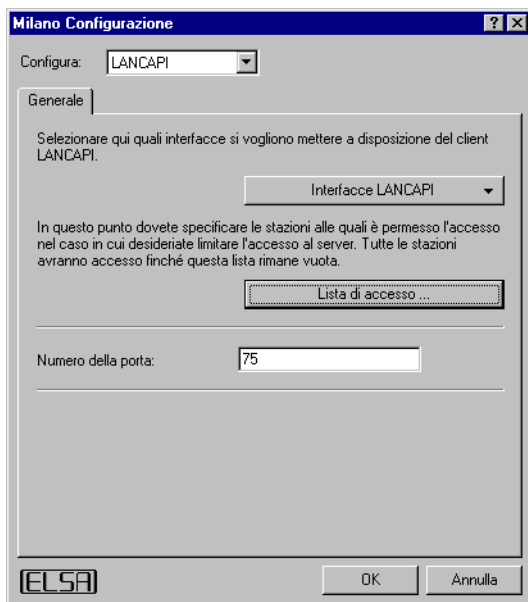 Milano Configurazione
Configura: LANCAPI
Generale
Selezionare qui quali interfacce si vogliono mettere a disposizione del client
LANCAPI.
Interfacce LANCAPI
In questo punto dovete specificare le stazioni alle quali è permesso l'accesso
nel caso in cui desideriate limitare l'accesso al server. Tutte le stazioni
avranno accesso finché questa lista rimane vuota.
Lista di accesso ...
Numero della porta: 75
ELSA OK Annulla